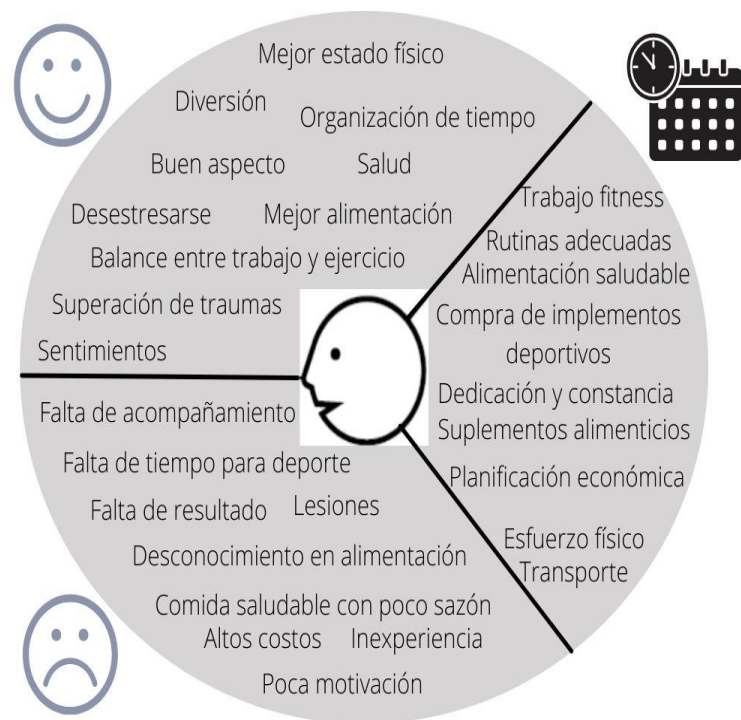 Mejor estado físico
Diversión
Organización de tiempo
Buen aspecto
Salud
Desestresarse
Mejor alimentación
Balance entre trabajo y ejercicio
Superación de traumas
Sentimientos
Trabajo fitness
Rutinas adecuadas
Alimentación saludable
Compra de implementos
deportivos
Dedicación y constancia
Suplementos alimenticios
Planificación económica
Esfuerzo físico
Transporte
Falta de acompañamiento
Falta de tiempo para deporte
Falta de resultado
Lesiones
Desconocimiento en alimentación
Comida saludable con poco sazón
Altos costos
Inexperiencia
Poca motivación